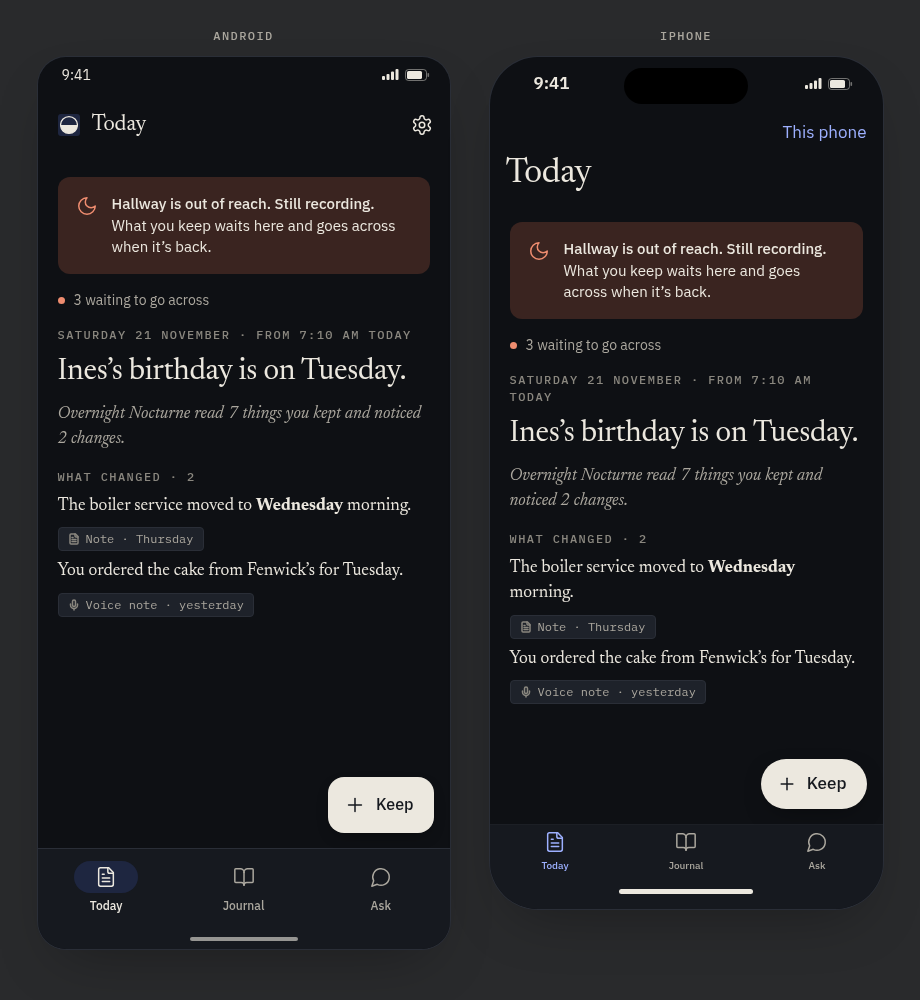 ANDROID
9:41
Today
Hallway is out of reach. Still recording.
What you keep waits here and goes across
when it’s back.
3 waiting to go across
SATURDAY 21 NOVEMBER · FROM 7:10 AM TODAY
Ines’s birthday is on Tuesday.
Overnight Nocturne read 7 things you kept and noticed
2 changes.
WHAT CHANGED · 2
The boiler service moved to Wednesday morning.
Note · Thursday
You ordered the cake from Fenwick’s for Tuesday.
Voice note · yesterday
Keep
Today
Journal
Ask
IPHONE
9:41
This phone
Today
Hallway is out of reach. Still recording.
What you keep waits here and goes
across when it’s back.
3 waiting to go across
SATURDAY 21 NOVEMBER · FROM 7:10 AM
TODAY
Ines’s birthday is on Tuesday.
Overnight Nocturne read 7 things you kept and
noticed 2 changes.
WHAT CHANGED · 2
The boiler service moved to Wednesday
morning.
Note · Thursday
You ordered the cake from Fenwick’s for Tuesday.
Voice note · yesterday
Keep
Today
Journal
Ask